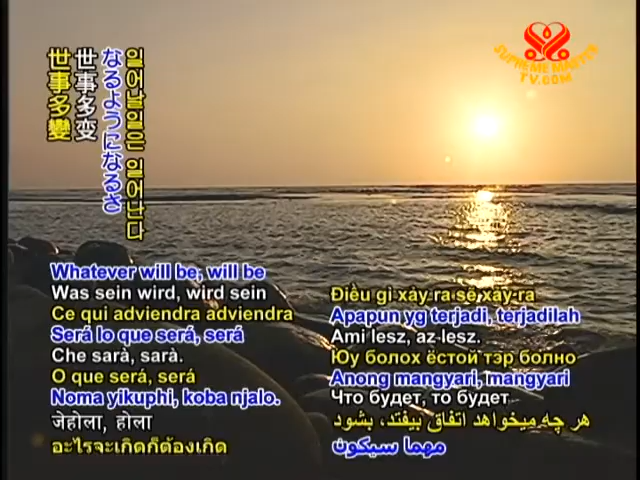 SUPREME MASTER
TV.COM
世事多變
世事多变
なるようになるさ
일어날일은 일어난다
Whatever will be, will be
Was sein wird, wird sein
Ce qui adviendra adviendra
Será lo que será, será
Che sarà, sarà.
O que será, será
Noma yikuphi, koba njalo.
जेहोला, होला
อะไรจะเกิดก็ต้องเกิด
Điều gì xảy ra sẽ xảy ra
Apapun yg terjadi, terjadilah
Ami lesz, az-lesz.
Юу болох ёстой тэр болно
Anong mangyari, mangyari
Что будет, то будет
هر چه میخواهد اتفاق بیفتد، بشود
مهما سيكون